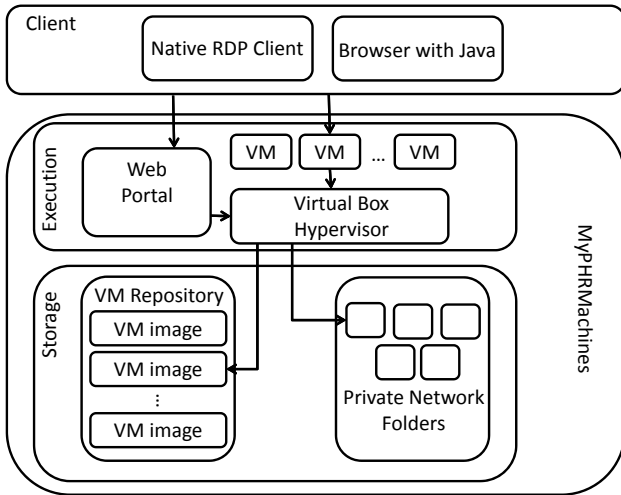 Client
Native RDP Client
Browser with Java
Execution
Web
Portal
VM
VM
...
VM
Virtual Box
Hypervisor
MyPHRMachines
Storage
VM Repository
VM image
VM image
...
VM image
Private Network
Folders